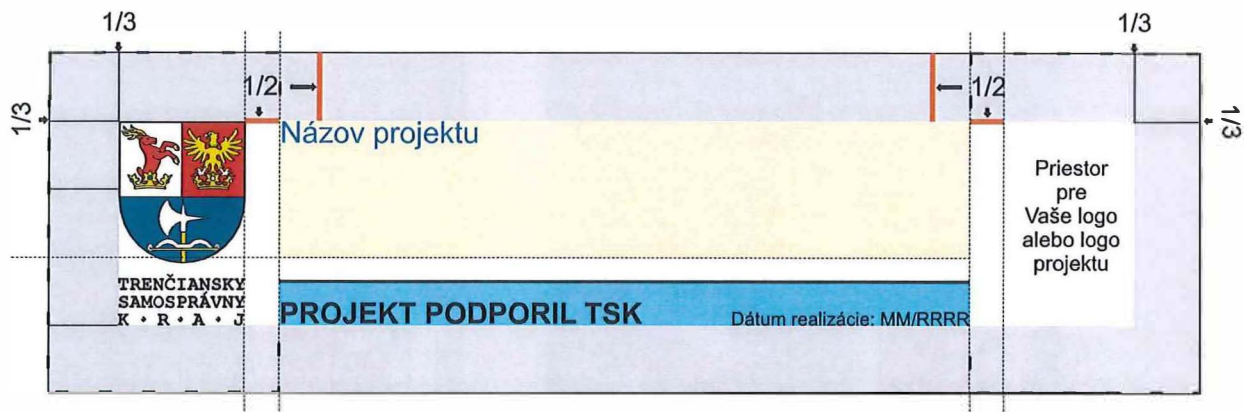 1/3
1/3
1/2
1/2
1/3
1/3
Názov projektu
Priestor
pre
Vaše logo
alebo logo
projektu
TRENČIANSKY
SAMOSPRÁVNY
K · R · A · J
PROJEKT PODPORIL TSK
Dátum realizácie: MM/RRRR